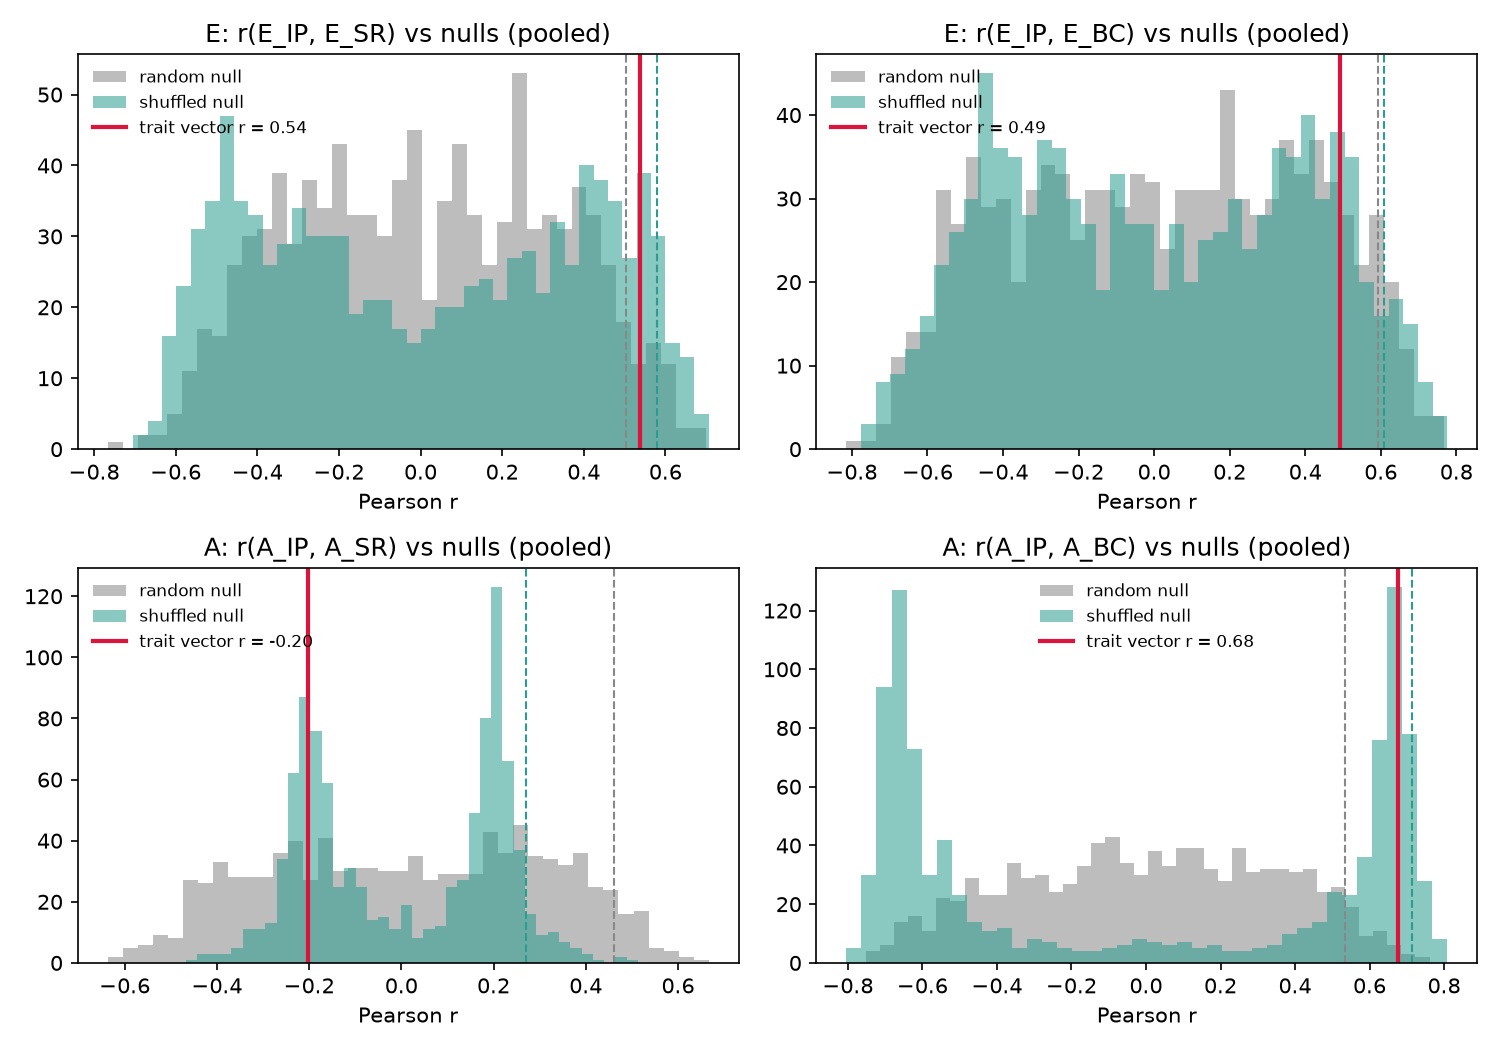 E: r(E_IP, E_SR) vs nulls (pooled)
random null
shuffled null
trait vector r = 0.54
50
40
30
20
10
0
−0.8 −0.6 −0.4 −0.2 0.0 0.2 0.4 0.6
Pearson r
E: r(E_IP, E_BC) vs nulls (pooled)
random null
shuffled null
trait vector r = 0.49
40
30
20
10
0
−0.8 −0.6 −0.4 −0.2 0.0 0.2 0.4 0.6 0.8
Pearson r
A: r(A_IP, A_SR) vs nulls (pooled)
random null
shuffled null
trait vector r = -0.20
120
100
80
60
40
20
0
−0.6 −0.4 −0.2 0.0 0.2 0.4 0.6
Pearson r
A: r(A_IP, A_BC) vs nulls (pooled)
random null
shuffled null
trait vector r = 0.68
120
100
80
60
40
20
0
−0.8 −0.6 −0.4 −0.2 0.0 0.2 0.4 0.6 0.8
Pearson r